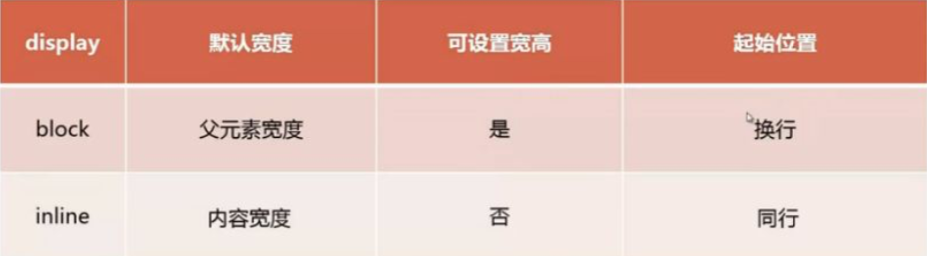 display 默认宽度 可设置宽高 起始位置
block 父元素宽度 是 换行
inline 内容宽度 否 同行